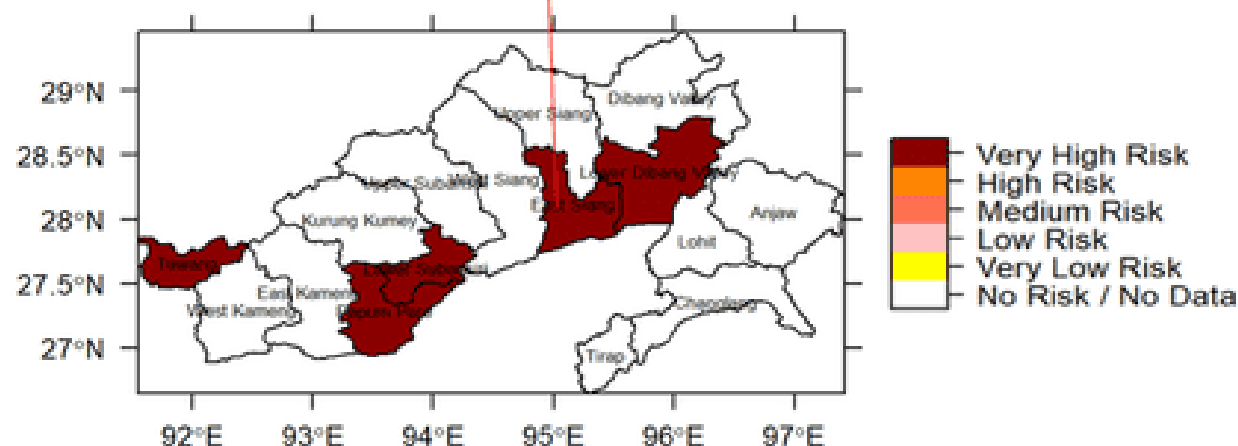 29°N
28.5°N
28°N
27.5°N
27°N
92°E 93°E 94°E 95°E 96°E 97°E
Dibang Valley
Upper Siang
West Siang
Lower Dibang Valley
East Siang
Kurung Kumey
Anjaw
Lohit
Tawang
East Kameng
West Kameng
Papum Pare
Changlang
Tirap
Very High Risk
High Risk
Medium Risk
Low Risk
Very Low Risk
No Risk / No Data